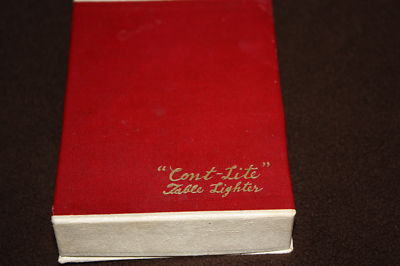 "Cont-Lite"
Table Lighter